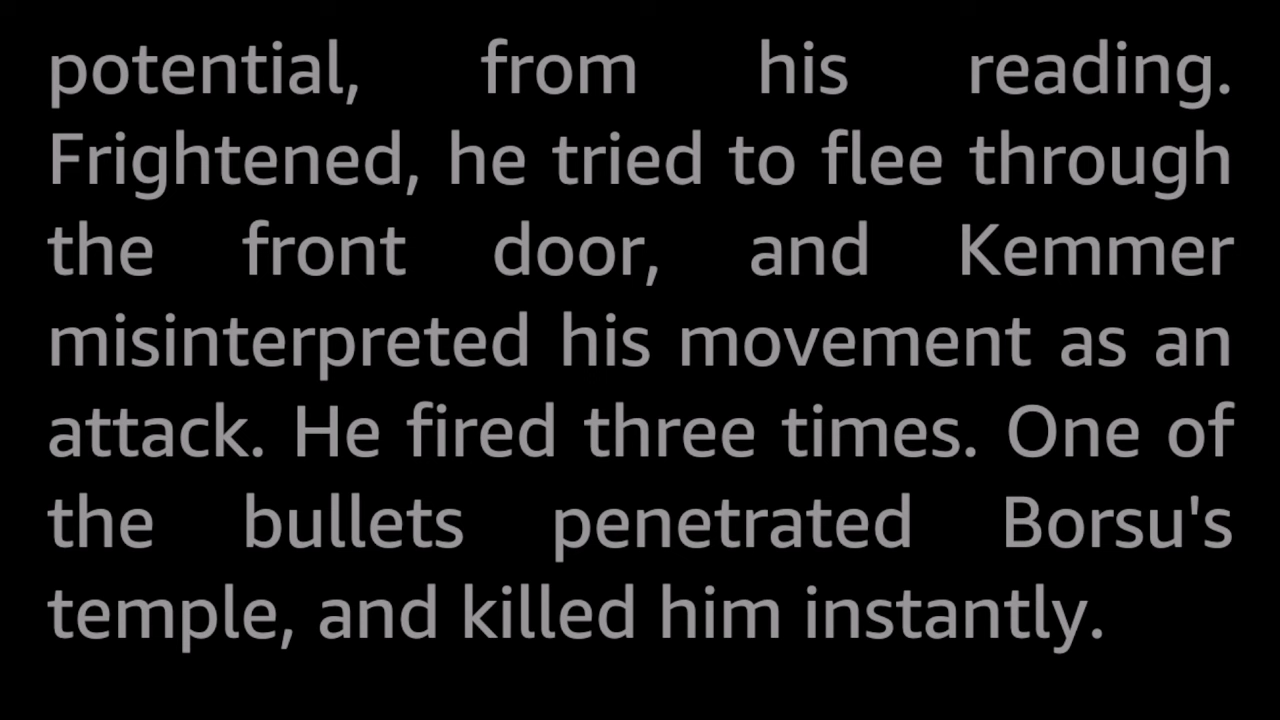 potential, from his reading.
Frightened, he tried to flee through
the front door, and Kemmer
misinterpreted his movement as an
attack. He fired three times. One of
the bullets penetrated Borsu's
temple, and killed him instantly.